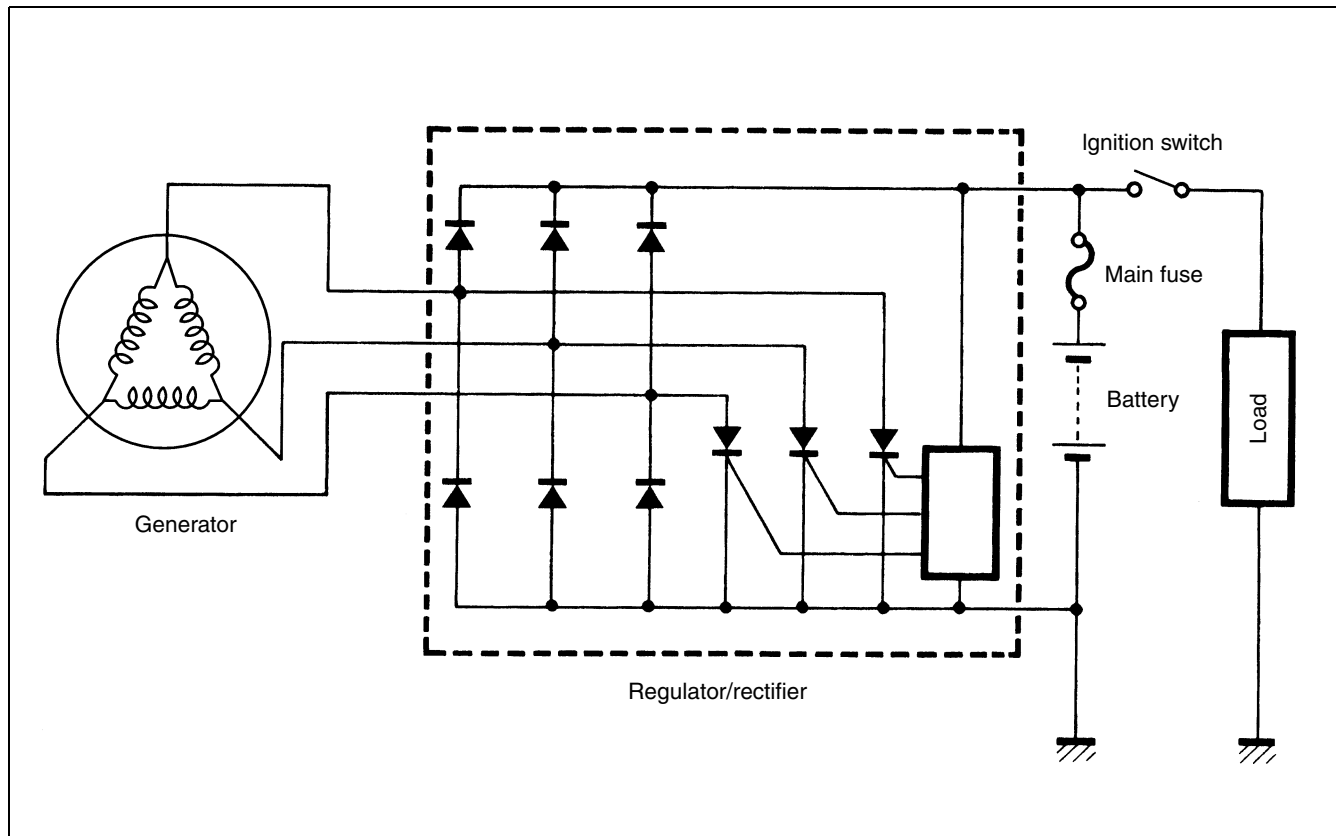 Ignition switch
Main fuse
Battery
Load
Generator
Regulator/rectifier